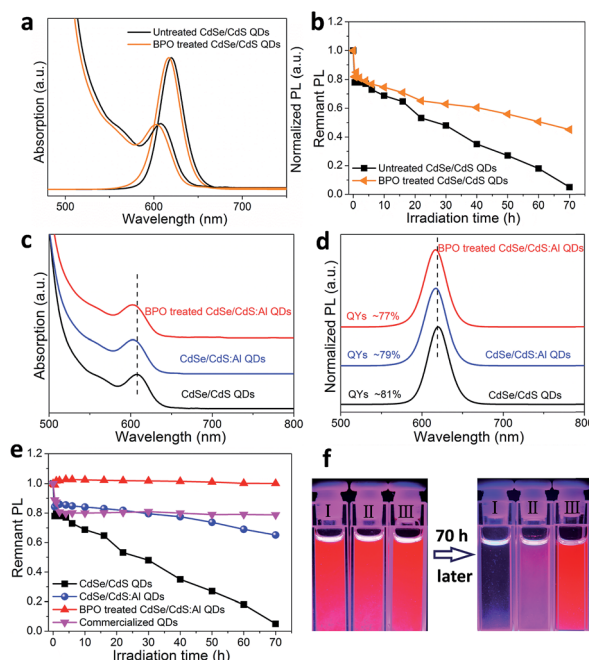 a
Untreated CdSe/CdS QDs
BPO treated CdSe/CdS QDs
Absorption (a.u.)
Normalized PL (a.u.)
500
600
700
Wavelength (nm)
b
Remnant PL
1.2
1.0
0.8
0.6
0.4
0.2
0.0
Untreated CdSe/CdS QDs
BPO treated CdSe/CdS QDs
0 10 20 30 40 50 60 70
Irradiation time (h)
c
Absorption (a.u.)
BPO treated CdSe/CdS:Al QDs
CdSe/CdS:Al QDs
CdSe/CdS QDs
500 600 700 800
Wavelength (nm)
d
Normalized PL (a.u.)
BPO treated CdSe/CdS:Al QDs
QYs ~77%
QYs ~79%
CdSe/CdS:Al QDs
QYs ~81%
CdSe/CdS QDs
500 600 700 800
Wavelength (nm)
e
Remnant PL
1.4
1.2
1.0
0.8
0.6
0.4
0.2
0.0
CdSe/CdS QDs
CdSe/CdS:Al QDs
BPO treated CdSe/CdS:Al QDs
Commercialized QDs
0 10 20 30 40 50 60 70
Irradiation time (h)
f
I II III
70 h
later
I II III